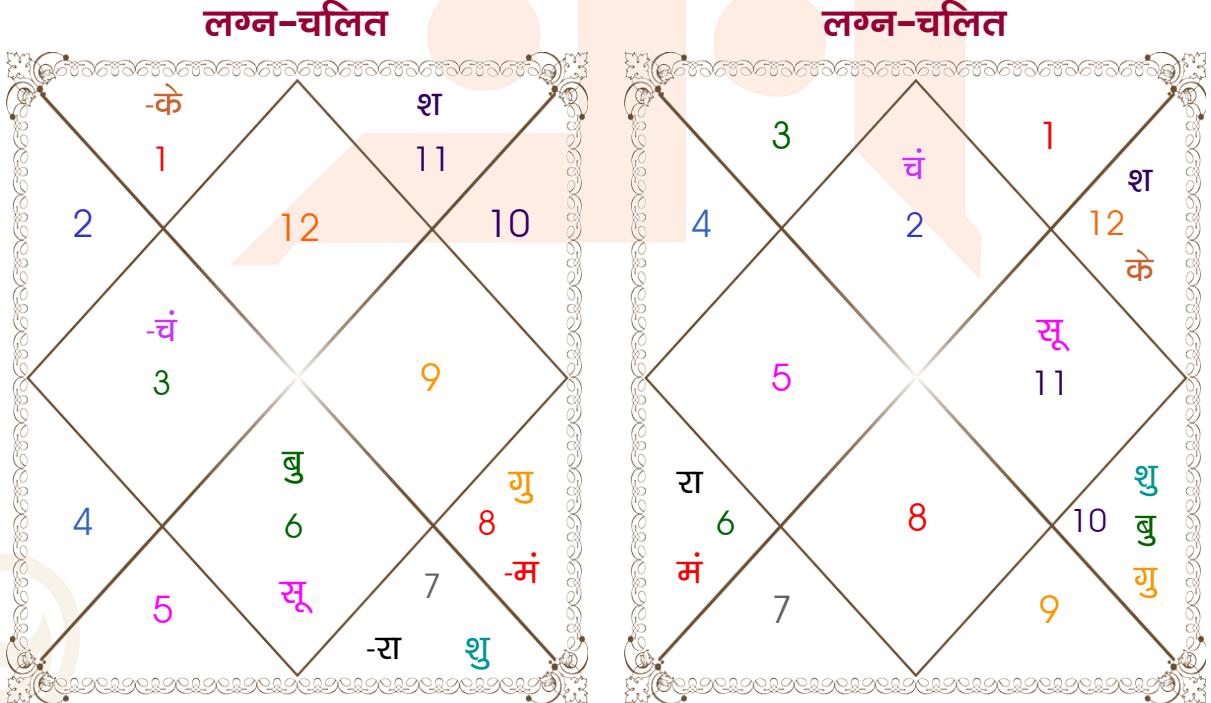 लग्न-चलित
-के
श
1
11
2
12
10
-चं
3
9
बु
गु
4
6
8
-मं
5
सू
7
-रा
शु
लग्न-चलित
3
1
चं
श
4
2
12
के
सू
5
11
रा
शु
6
8
10
बु
मं
गु
7
9